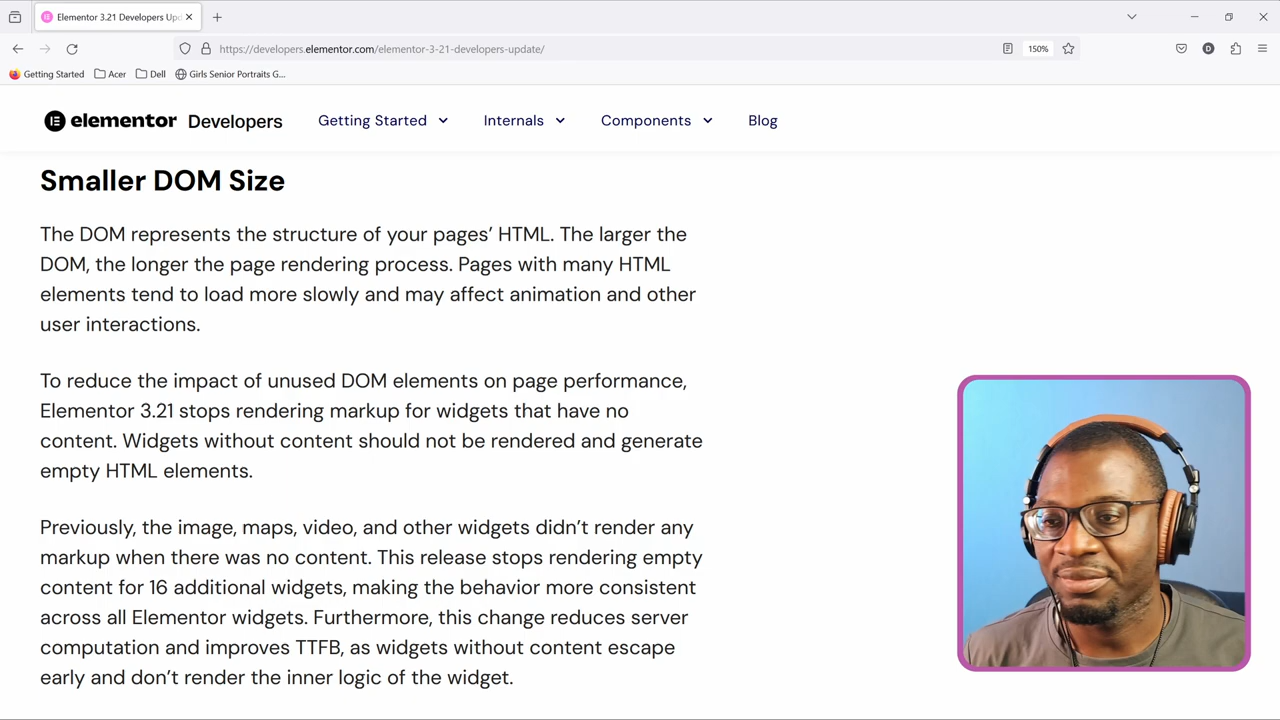 Elementor 3.21 Developers Upd
https://developers.elementor.com/elementor-3-21-developers-update/
150%
D
Getting Started
Acer
Dell
Girls Senior Portraits G...
elementor Developers
Getting Started
Internals
Components
Blog
Smaller DOM Size
The DOM represents the structure of your pages’ HTML. The larger the
DOM, the longer the page rendering process. Pages with many HTML
elements tend to load more slowly and may affect animation and other
user interactions.
To reduce the impact of unused DOM elements on page performance,
Elementor 3.21 stops rendering markup for widgets that have no
content. Widgets without content should not be rendered and generate
empty HTML elements.
Previously, the image, maps, video, and other widgets didn’t render any
markup when there was no content. This release stops rendering empty
content for 16 additional widgets, making the behavior more consistent
across all Elementor widgets. Furthermore, this change reduces server
computation and improves TTFB, as widgets without content escape
early and don’t render the inner logic of the widget.